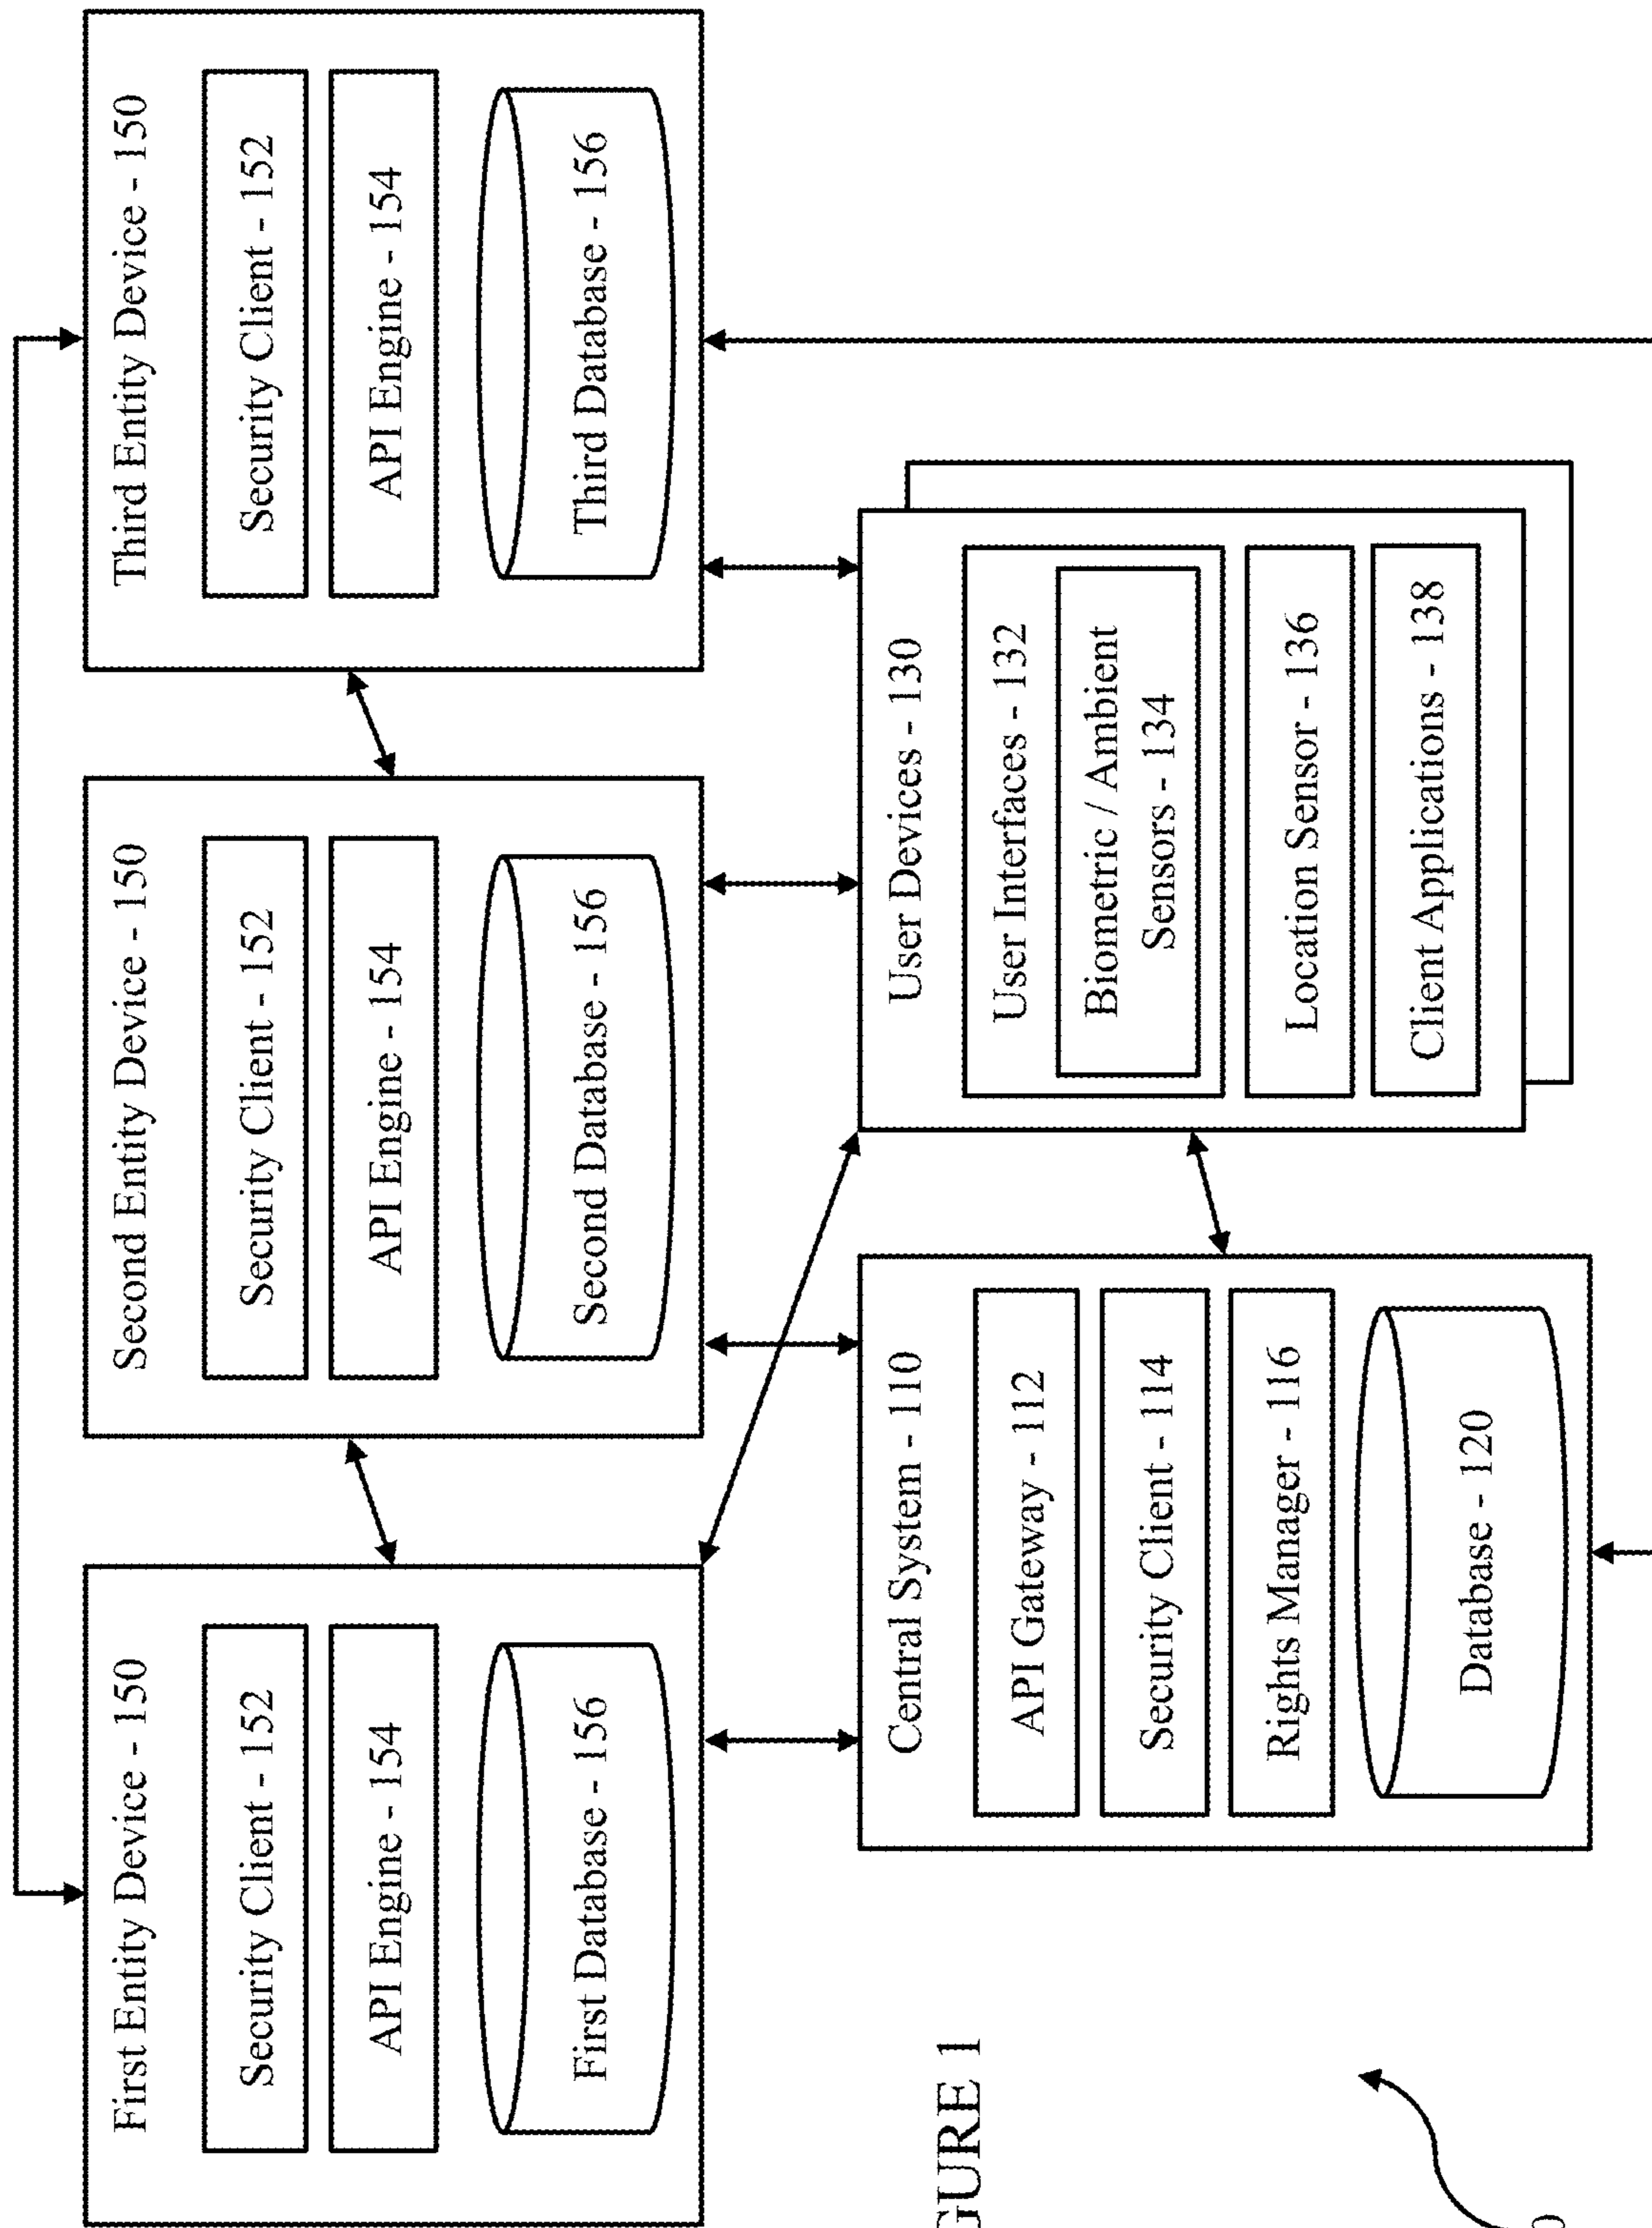 First Entity Device - 150
Security Client - 152
API Engine - 154
First Database - 156
Second Entity Device - 150
Security Client - 152
API Engine - 154
Second Database - 156
Third Entity Device - 150
Security Client - 152
API Engine - 154
Third Database - 156
Central System - 110
API Gateway - 112
Security Client - 114
Rights Manager - 116
Database - 120
User Devices - 130
User Interfaces - 132
Biometric / Ambient
Sensors - 134
Location Sensor - 136
Client Applications - 138
GURE 1
0